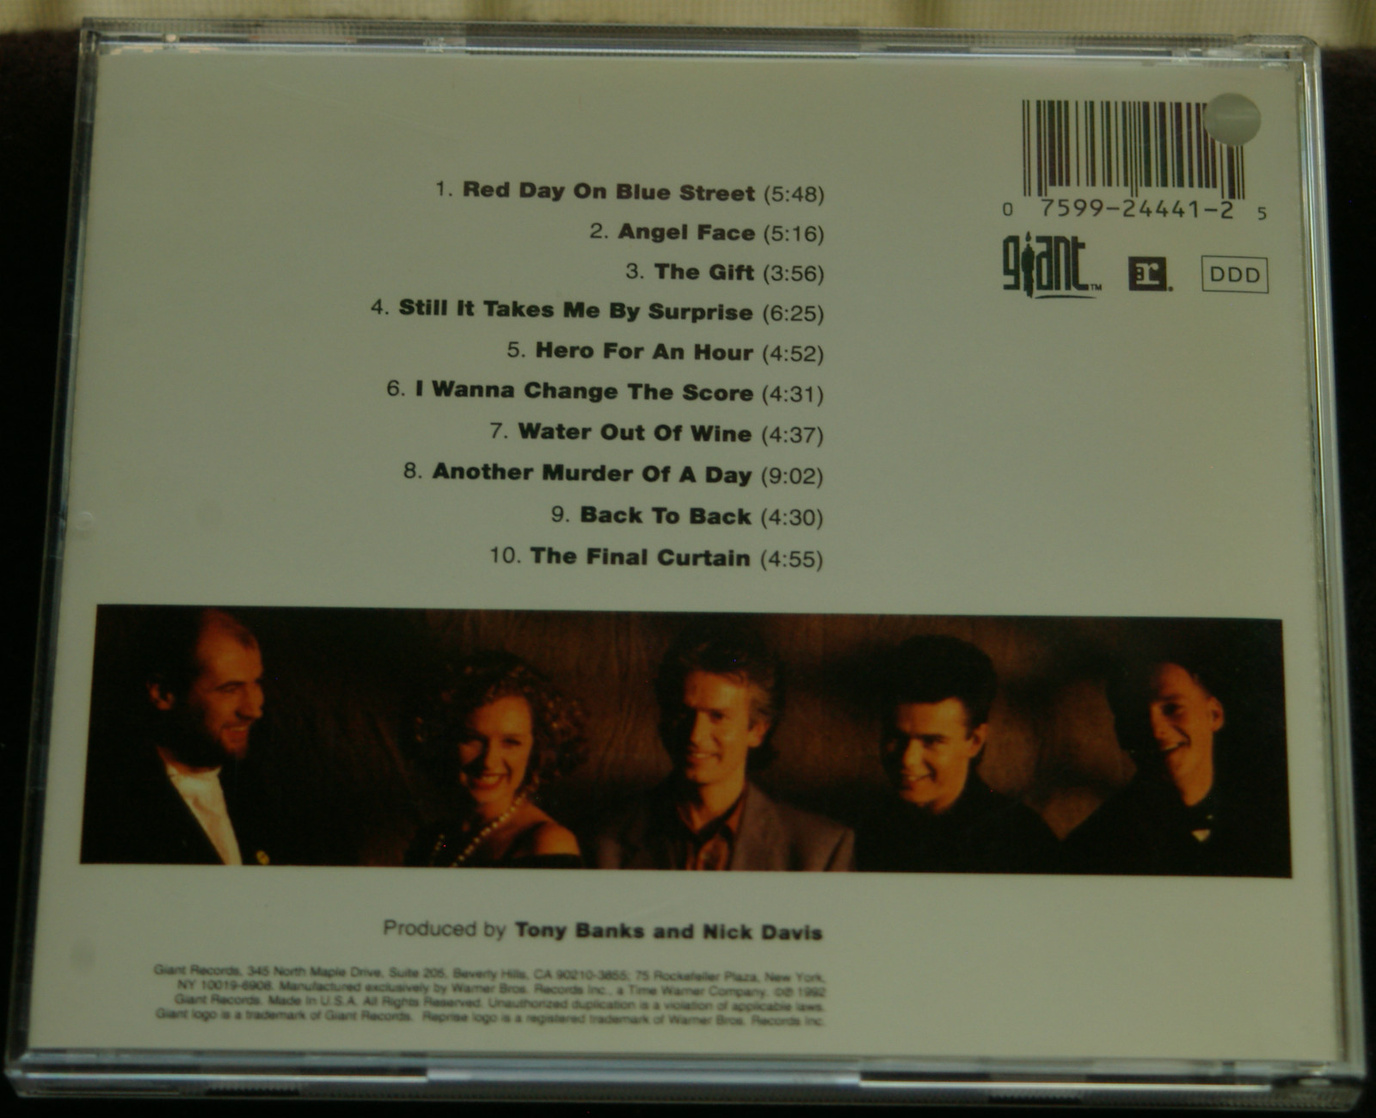 1. Red Day On Blue Street (5:48)
2. Angel Face (5:16)
3. The Gift (3:56)
4. Still It Takes Me By Surprise (6:25)
5. Hero For An Hour (4:52)
6. I Wanna Change The Score (4:31)
7. Water Out Of Wine (4:37)
8. Another Murder Of A Day (9:02)
9. Back To Back (4:30)
10. The Final Curtain (4:55)
0 7599-24441-2 5
giant™ r® DDD
Produced by Tony Banks and Nick Davis
Giant Records, 345 North Maple Drive, Suite 205, Beverly Hills, CA 90210-3855; 75 Rockefeller Plaza, New York,
NY 10019-6908. Manufactured exclusively by Warner Bros. Records Inc., a Time Warner Company. ©℗ 1992
Giant Records. Made In U.S.A. All Rights Reserved. Unauthorized duplication is a violation of applicable laws.
Giant logo is a trademark of Giant Records. Reprise logo is a registered trademark of Warner Bros. Records Inc.